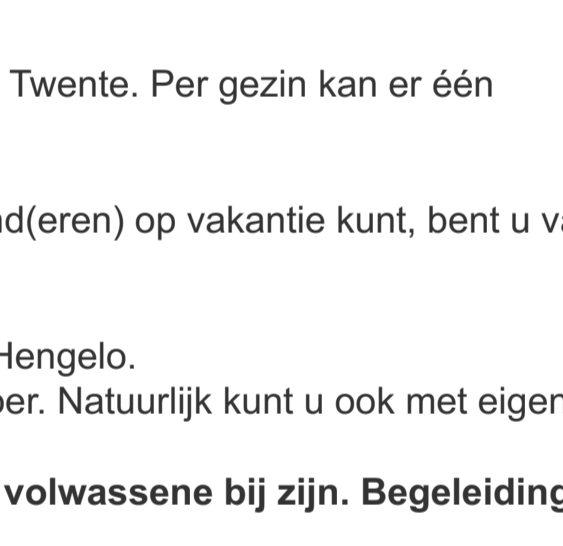 Twente. Per gezin kan er één
d(eren) op vakantie kunt, bent u
Hengelo.
er. Natuurlijk kunt u ook met eigen
volwassene bij zijn. Begeleiding